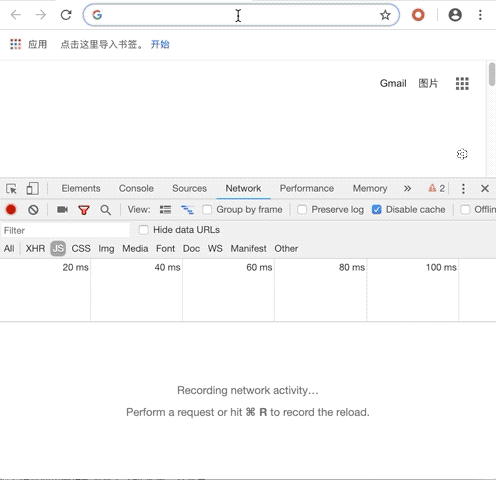 应用 点击这里导入书签。 开始
Gmail 图片
Elements Console Sources Network Performance Memory » 2
View: Group by frame Preserve log Disable cache Offlin
Filter Hide data URLs
All XHR JS CSS Img Media Font Doc WS Manifest Other
20 ms 40 ms 60 ms 80 ms 100 ms
Recording network activity…
Perform a request or hit ⌘ R to record the reload.